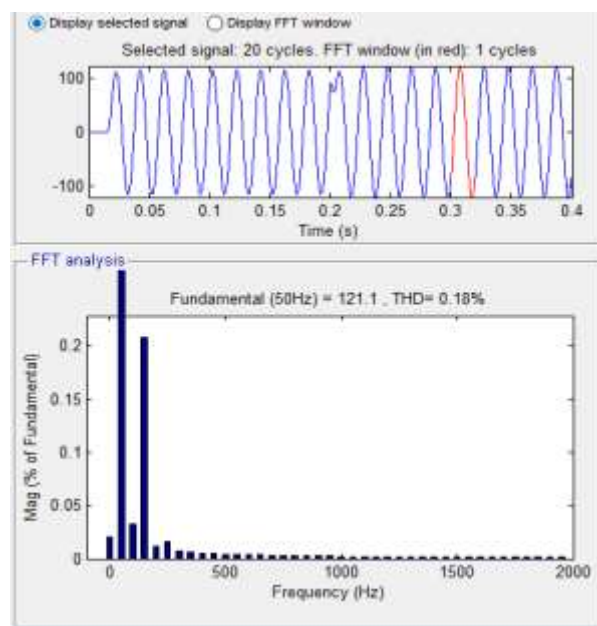 Display selected signal Display FFT window
Selected signal: 20 cycles. FFT window (in red): 1 cycles
100
0
-100
0 0.05 0.1 0.15 0.2 0.25 0.3 0.35 0.4
Time (s)
FFT analysis
Fundamental (50Hz) = 121.1 , THD= 0.18%
Mag (% of Fundamental)
0.2
0.15
0.1
0.05
0
0 500 1000 1500 2000
Frequency (Hz)